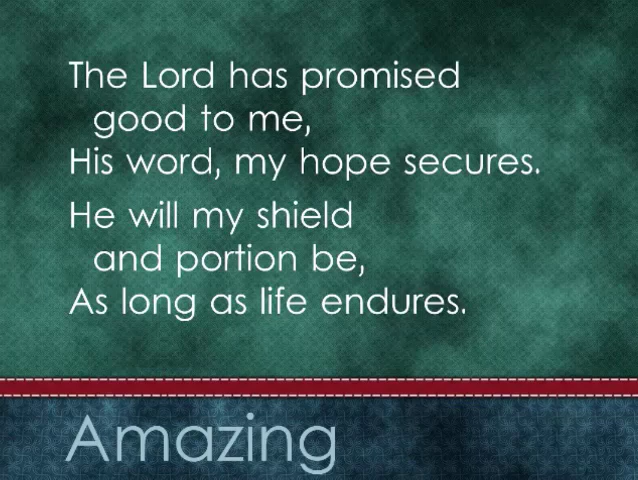 The Lord has promised
good to me,
His word, my hope secures.
He will my shield
and portion be,
As long as life endures.
Amazing